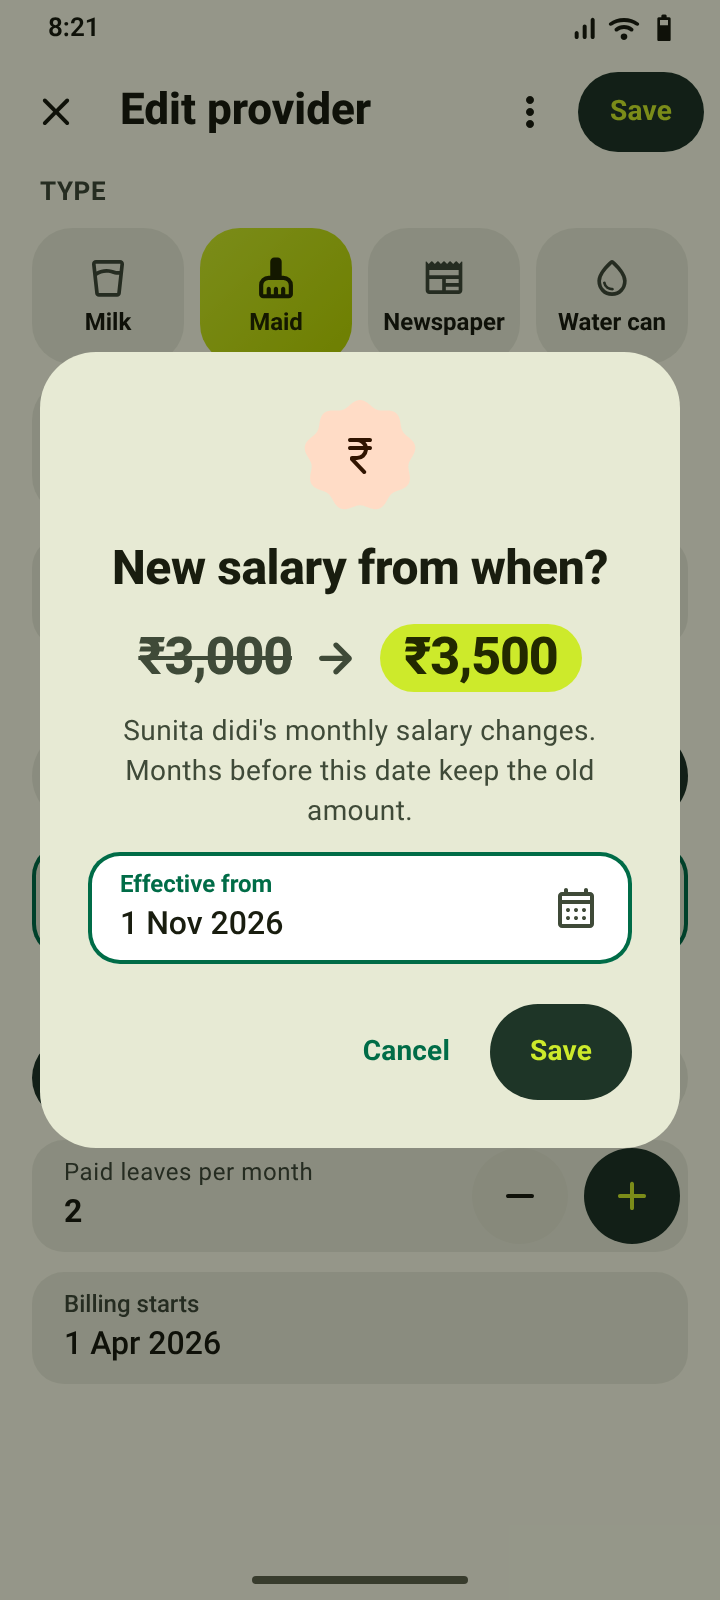 8:21
Edit provider
Save
TYPE
Milk
Maid
Newspaper
Water can
₹
New salary from when?
₹3,000 → ₹3,500
Sunita didi's monthly salary changes.
Months before this date keep the old
amount.
Effective from
1 Nov 2026
Cancel
Save
Paid leaves per month
2
Billing starts
1 Apr 2026